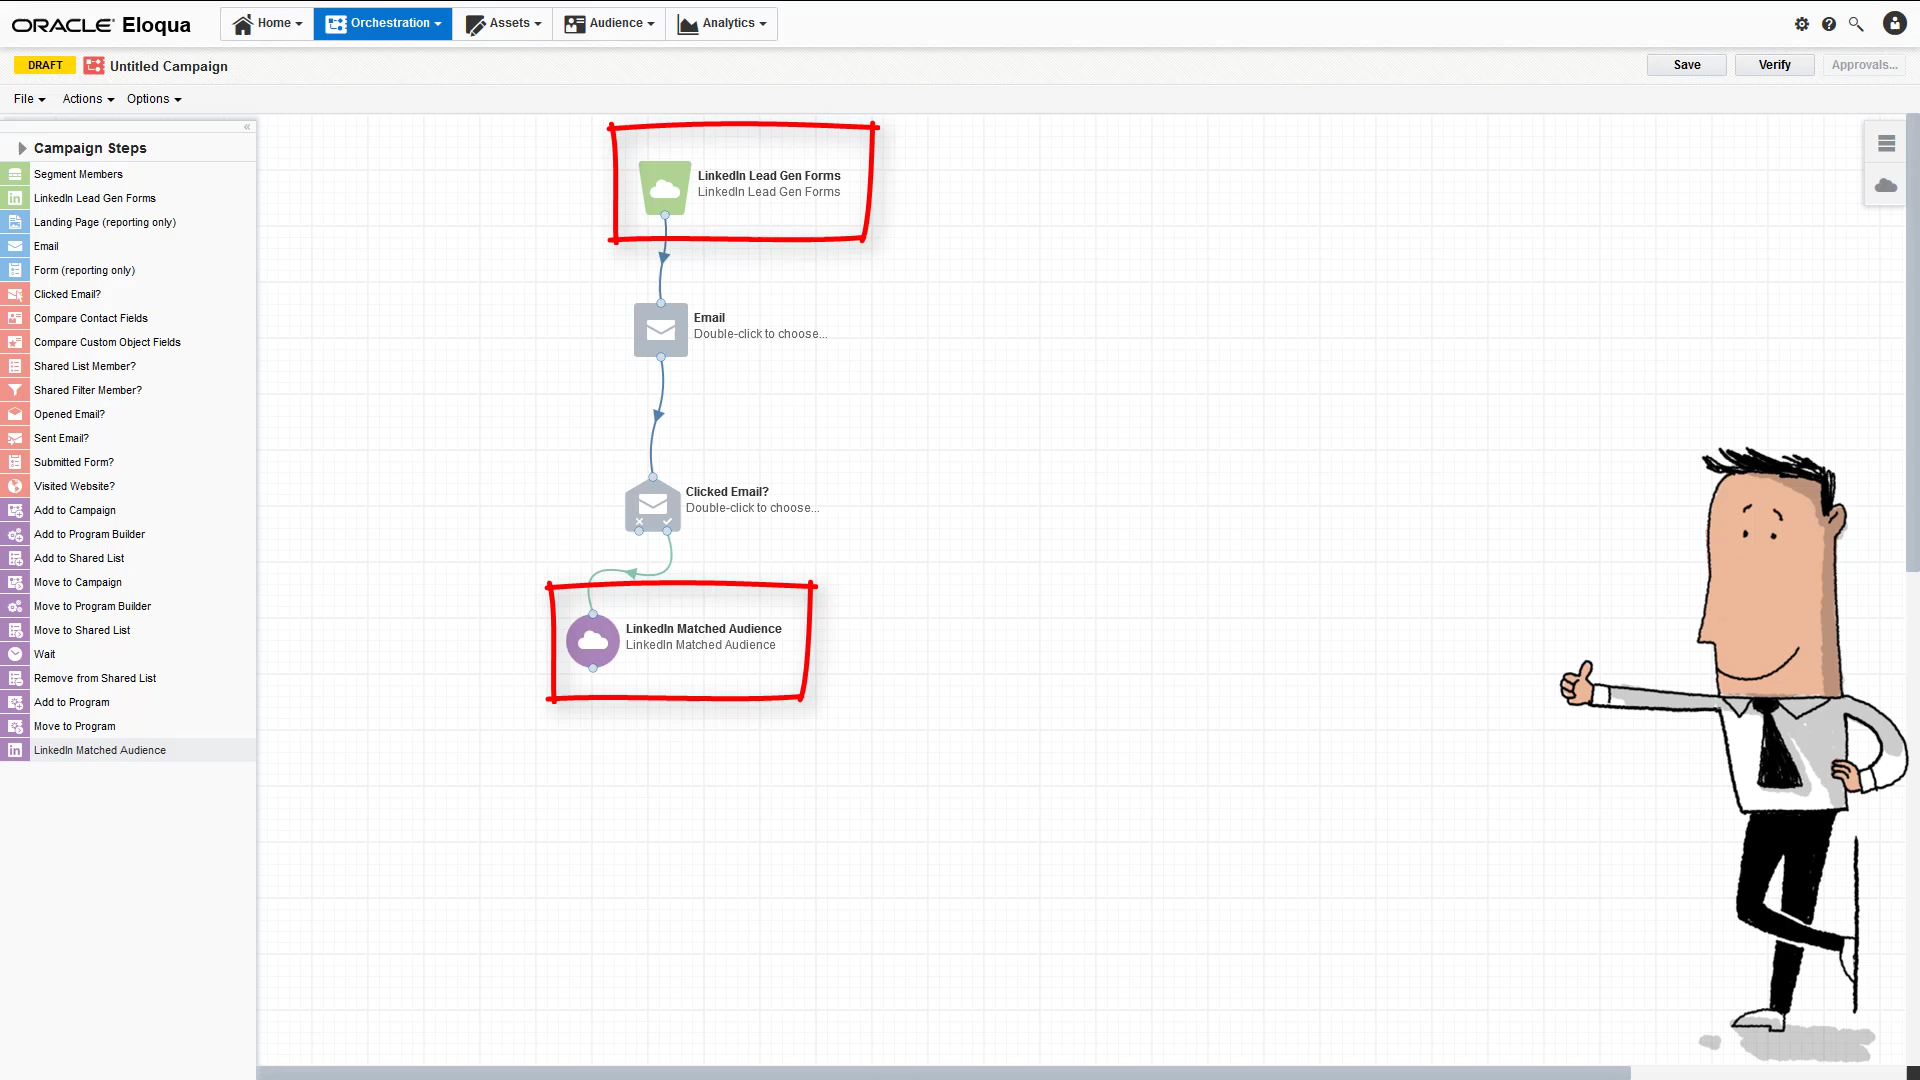 ORACLE Eloqua
Home
Orchestration
Assets
Audience
Analytics
DRAFT
Untitled Campaign
Save
Verify
Approvals...
File
Actions
Options
Campaign Steps
Segment Members
LinkedIn Lead Gen Forms
Landing Page (reporting only)
Email
Form (reporting only)
Clicked Email?
Compare Contact Fields
Compare Custom Object Fields
Shared List Member?
Shared Filter Member?
Opened Email?
Sent Email?
Submitted Form?
Visited Website?
Add to Campaign
Add to Program Builder
Add to Shared List
Move to Campaign
Move to Program Builder
Move to Shared List
Wait
Remove from Shared List
Add to Program
Move to Program
LinkedIn Matched Audience
LinkedIn Lead Gen Forms
LinkedIn Lead Gen Forms
Email
Double-click to choose...
Clicked Email?
Double-click to choose...
LinkedIn Matched Audience
LinkedIn Matched Audience